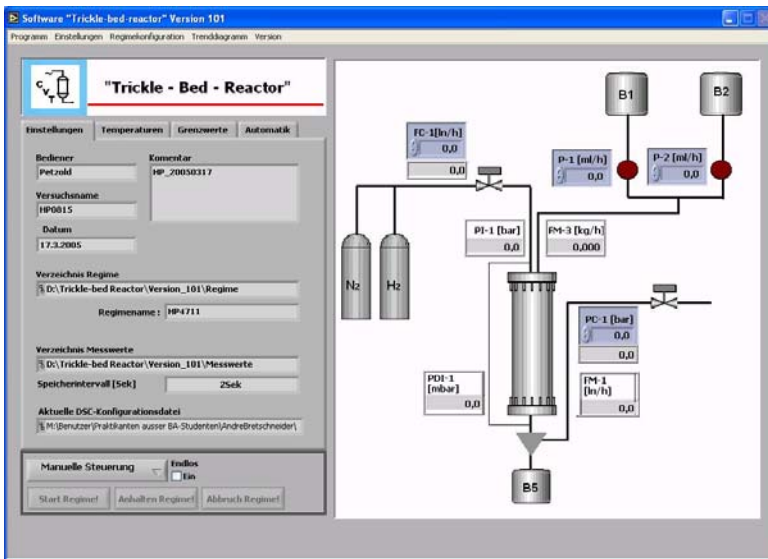 Software "Trickle-bed-reactor" Version 101
Programm Einstellungen Regimekonfiguration Trenddiagramm Version
CVT
"Trickle - Bed - Reactor"
Einstellungen Temperaturen Grenzwerte Automatik
Bediener Komentar
Petzold HP_20050317
Versuchsname
HP0815
Datum
17.3.2005
Verzeichnis Regime
D:\Trickle-bed Reactor\Version_101\Regime
Regimename : HP4711
Verzeichnis Messwerte
D:\Trickle-bed Reactor\Version_101\Messwerte
Speicherintervall [Sek] 2Sek
Aktuelle DSC-Konfigurationsdatei
M:\Benutzer\Praktikanten ausser BA-Studenten\AndreBretschneider\
Manuelle Steuerung
Endlos
Ein
Start Regime! Anhalten Regime! Abbruch Regime!
B1 B2
FC-1[ln/h]
0,0
0,0
P-1 [ml/h]
0,0
P-2 [ml/h]
0,0
PI-1 [bar]
0,0
FM-3 [kg/h]
0,000
N2 H2
PC-1 [bar]
0,0
0,0
PDI-1
[mbar]
0,0
FM-1
[ln/h]
0,0
B5